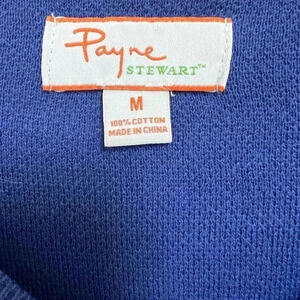 Payne
STEWART™
M
100% COTTON
MADE IN CHINA